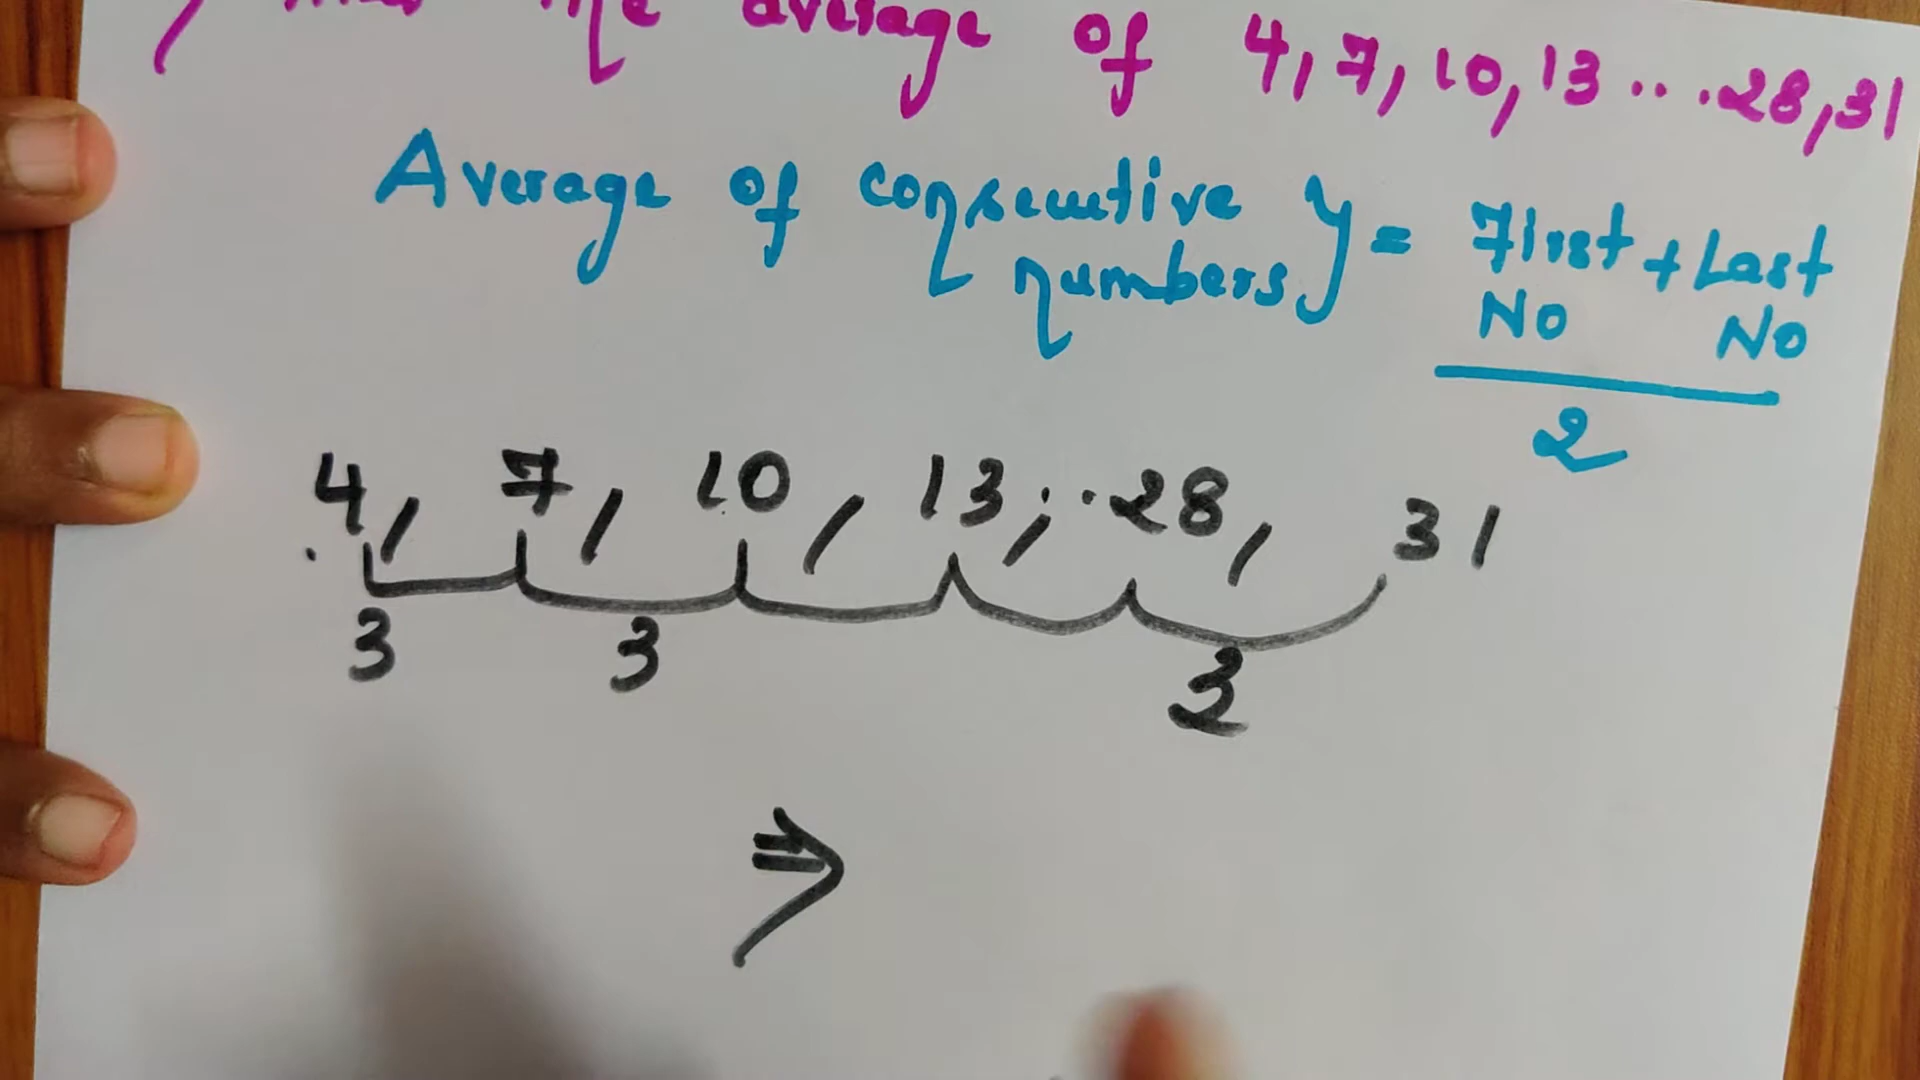 the average of 4, 7, 10, 13 ... 28, 31
Average of consecutive numbers } = First No + Last No
2
4, 7, 10, 13, .. 28, 31
3 3 3
⇒